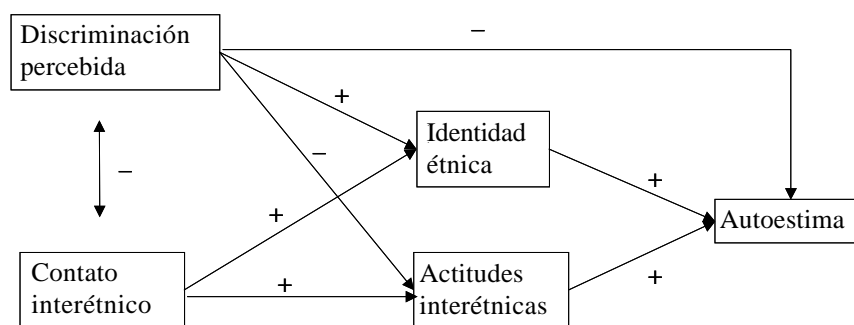 Discriminación
percebida
–
+
Identidad
étnica
–
–
+
+
Autoestima
+
Contato
interétnico
+
Actitudes
interétnicas
+